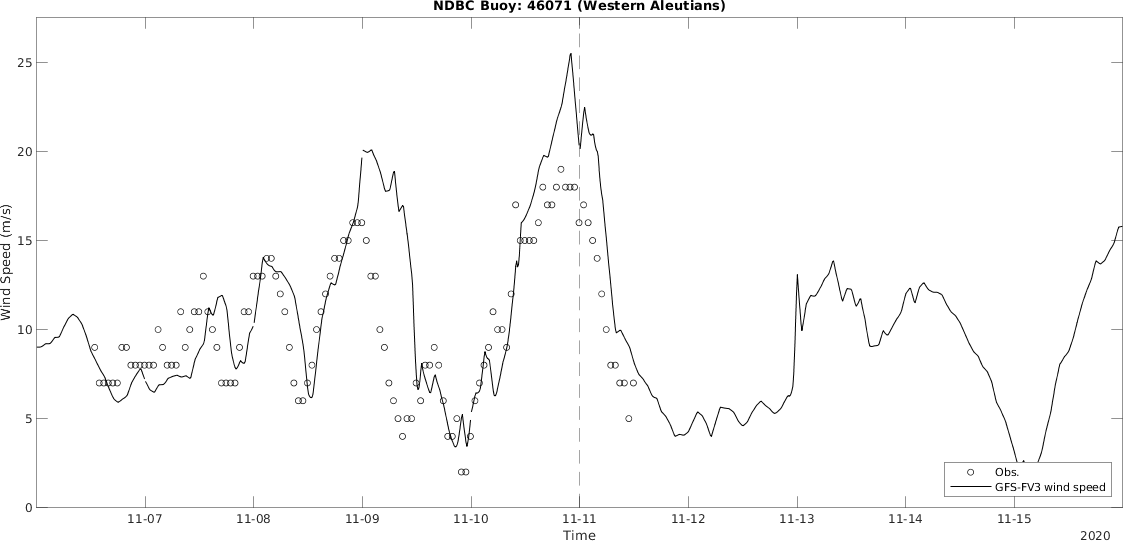 NDBC Buoy: 46071 (Western Aleutians)
Wind Speed (m/s)
25
20
15
10
5
0
11-07 11-08 11-09 11-10 11-11 11-12 11-13 11-14 11-15
Time
2020
Obs.
GFS-FV3 wind speed